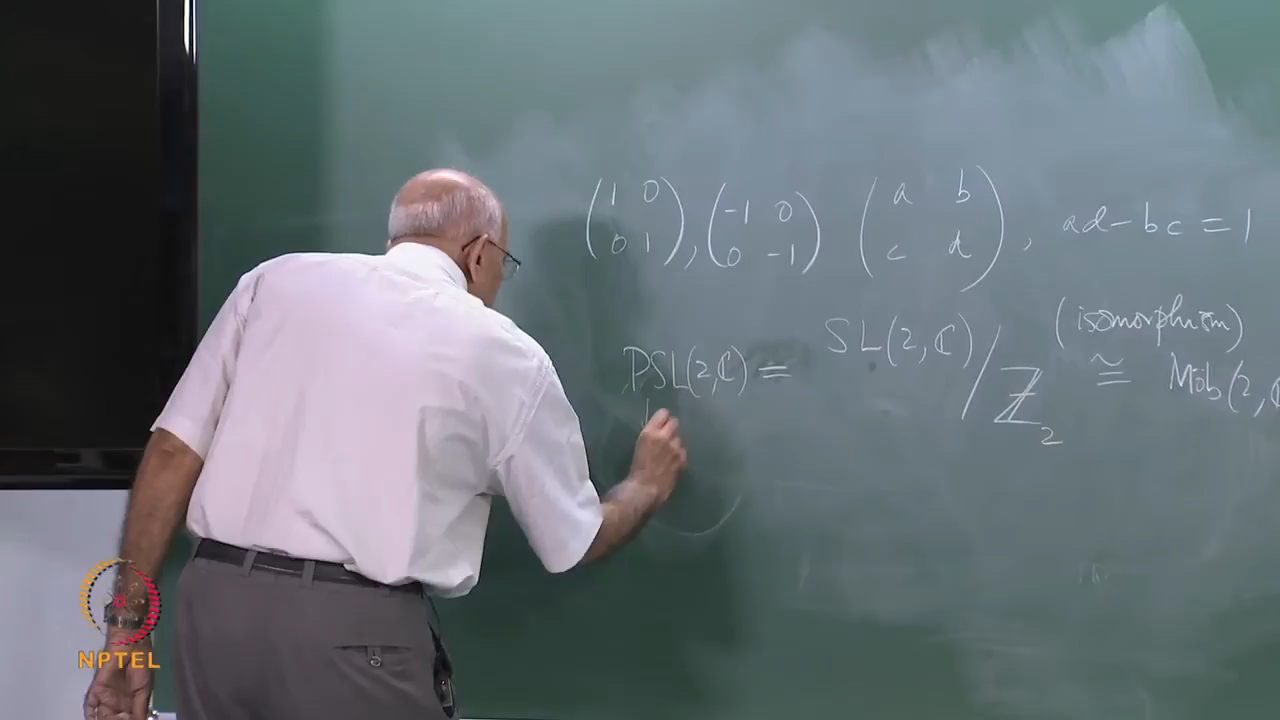 (1 0
0 1), (-1 0
0 -1) (a b
c d), ad-bc=1
(isomorphism)
PSL(2,ℂ) = SL(2,ℂ)/ℤ₂ ≅ Möb(2,ℂ
NPTEL